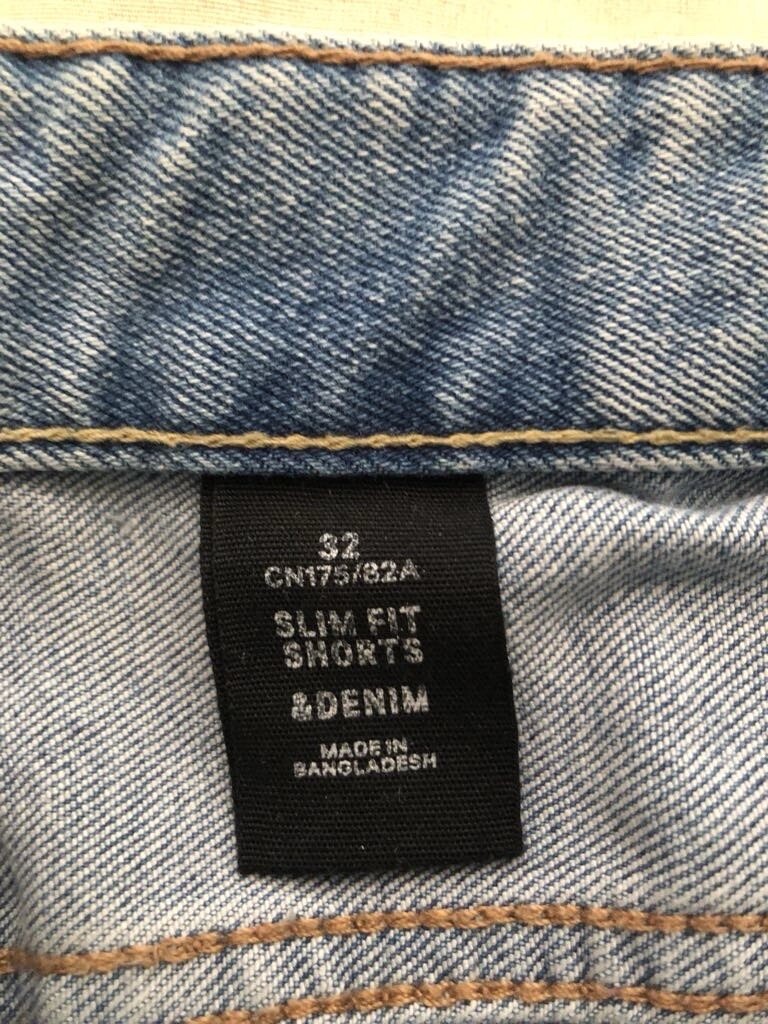 32
CN175/82A
SLIM FIT
SHORTS
&DENIM
MADE IN
BANGLADESH